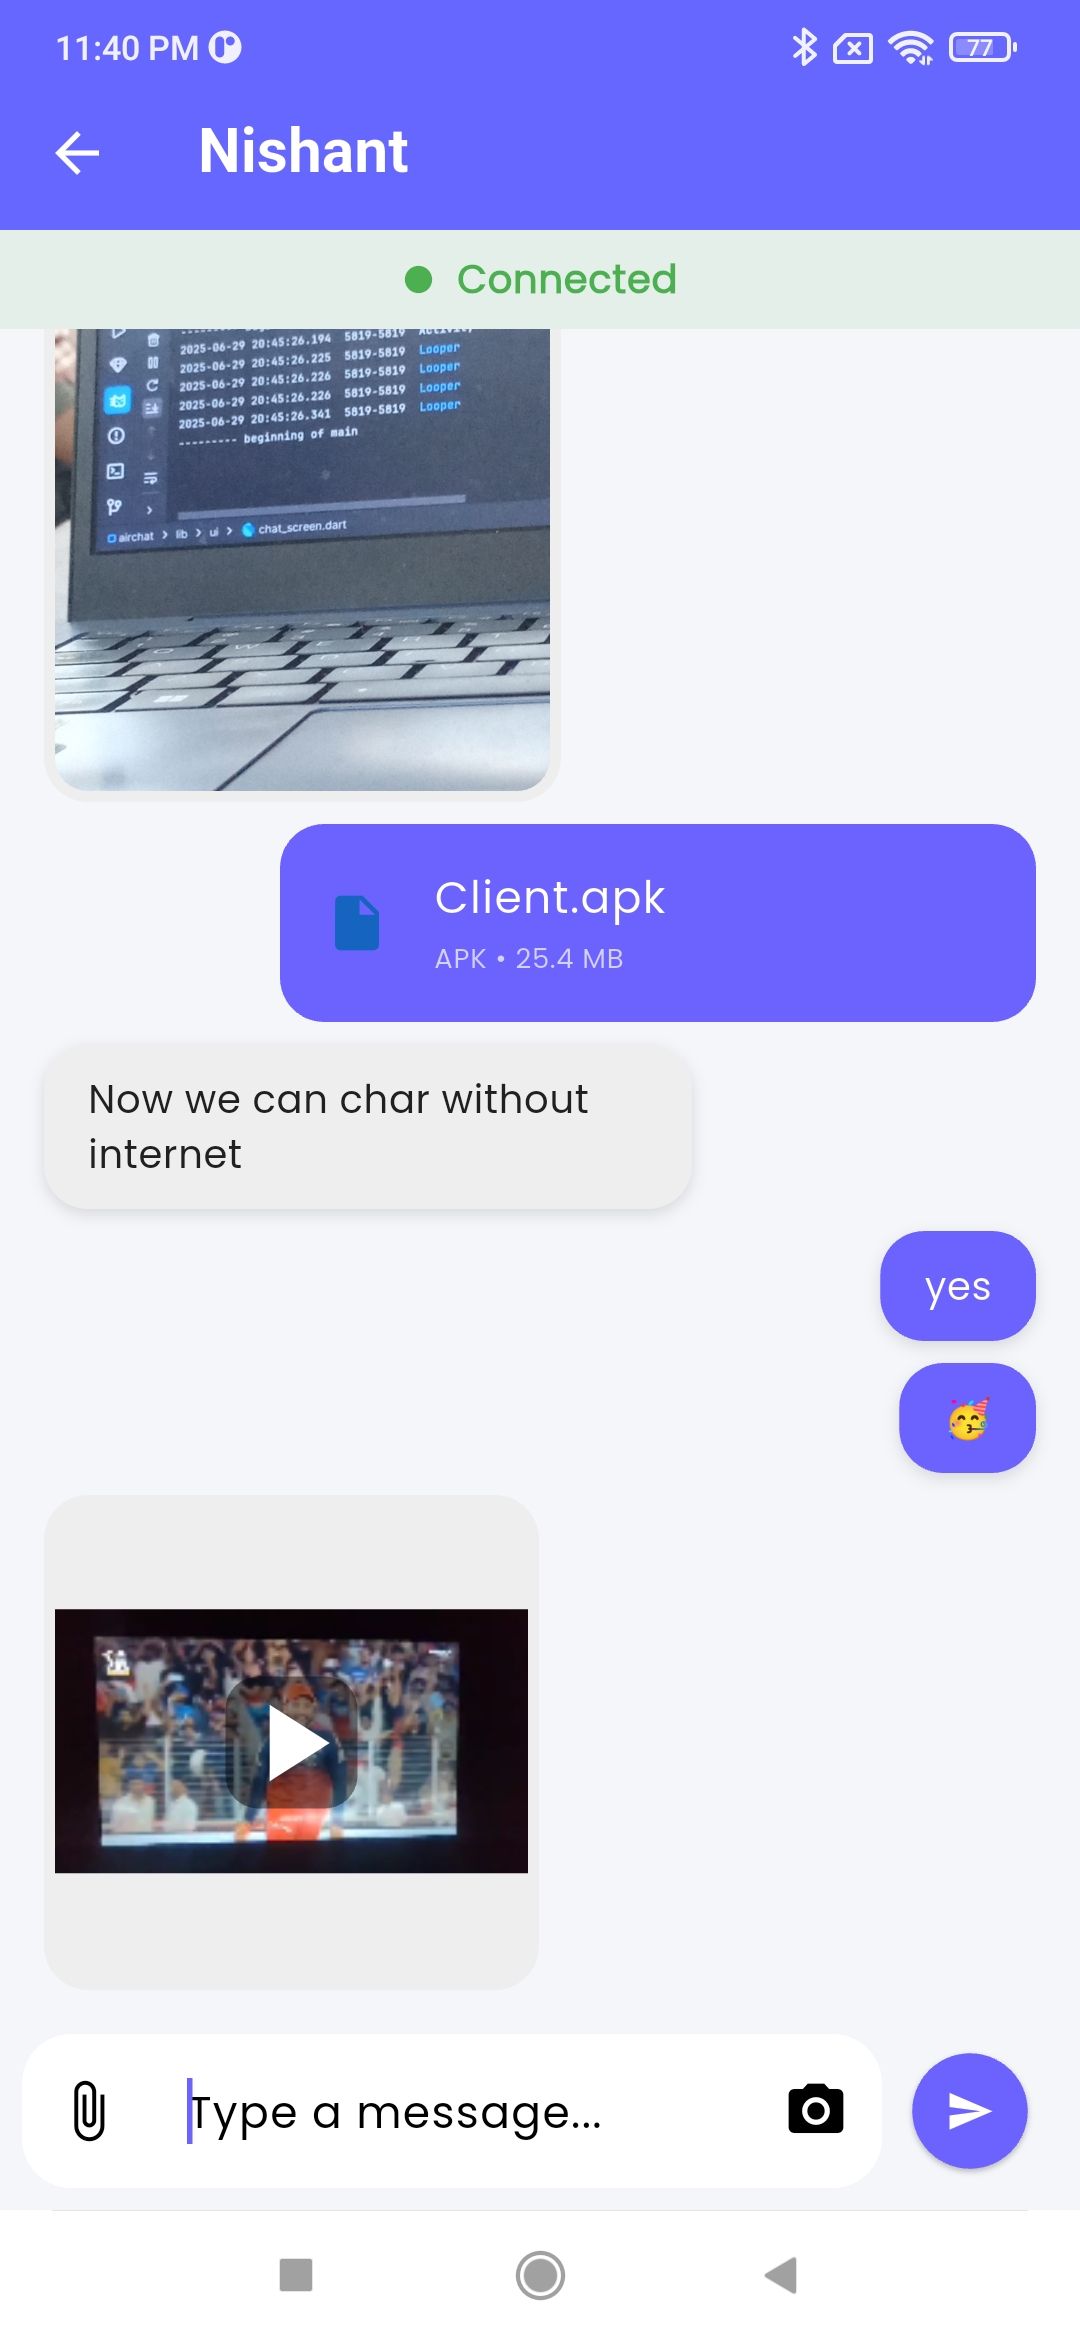 11:40 PM
77
Nishant
Connected
2025-06-29 20:45:26.194 5819-5819 Activity
2025-06-29 20:45:26.225 5819-5819 Looper
2025-06-29 20:45:26.226 5819-5819 Looper
2025-06-29 20:45:26.226 5819-5819 Looper
2025-06-29 20:45:26.341 5819-5819 Looper
--------- beginning of main
airchat > lib > ui > chat_screen.dart
Client.apk
APK • 25.4 MB
Now we can char without
internet
yes
🥳
Type a message...